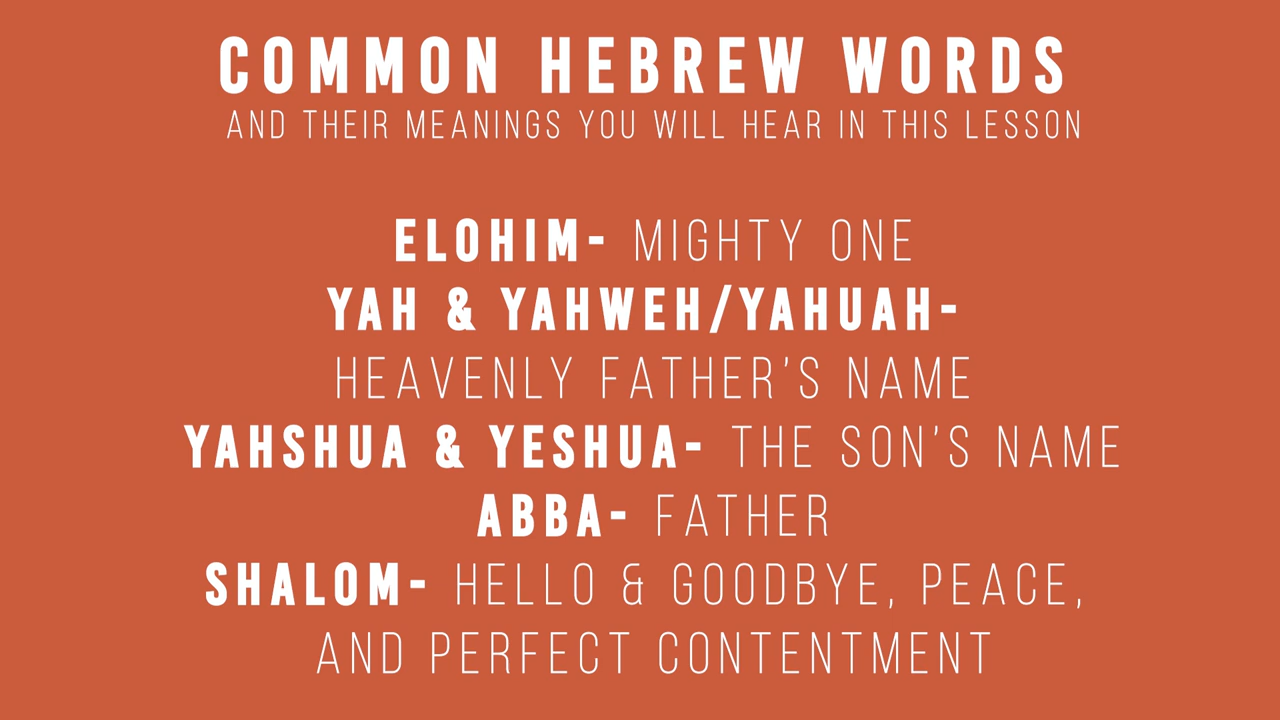 COMMON HEBREW WORDS
AND THEIR MEANINGS YOU WILL HEAR IN THIS LESSON
ELOHIM- MIGHTY ONE
YAH & YAHWEH/YAHUAH-
HEAVENLY FATHER'S NAME
YAHSHUA & YESHUA- THE SON'S NAME
ABBA- FATHER
SHALOM- HELLO & GOODBYE, PEACE,
AND PERFECT CONTENTMENT